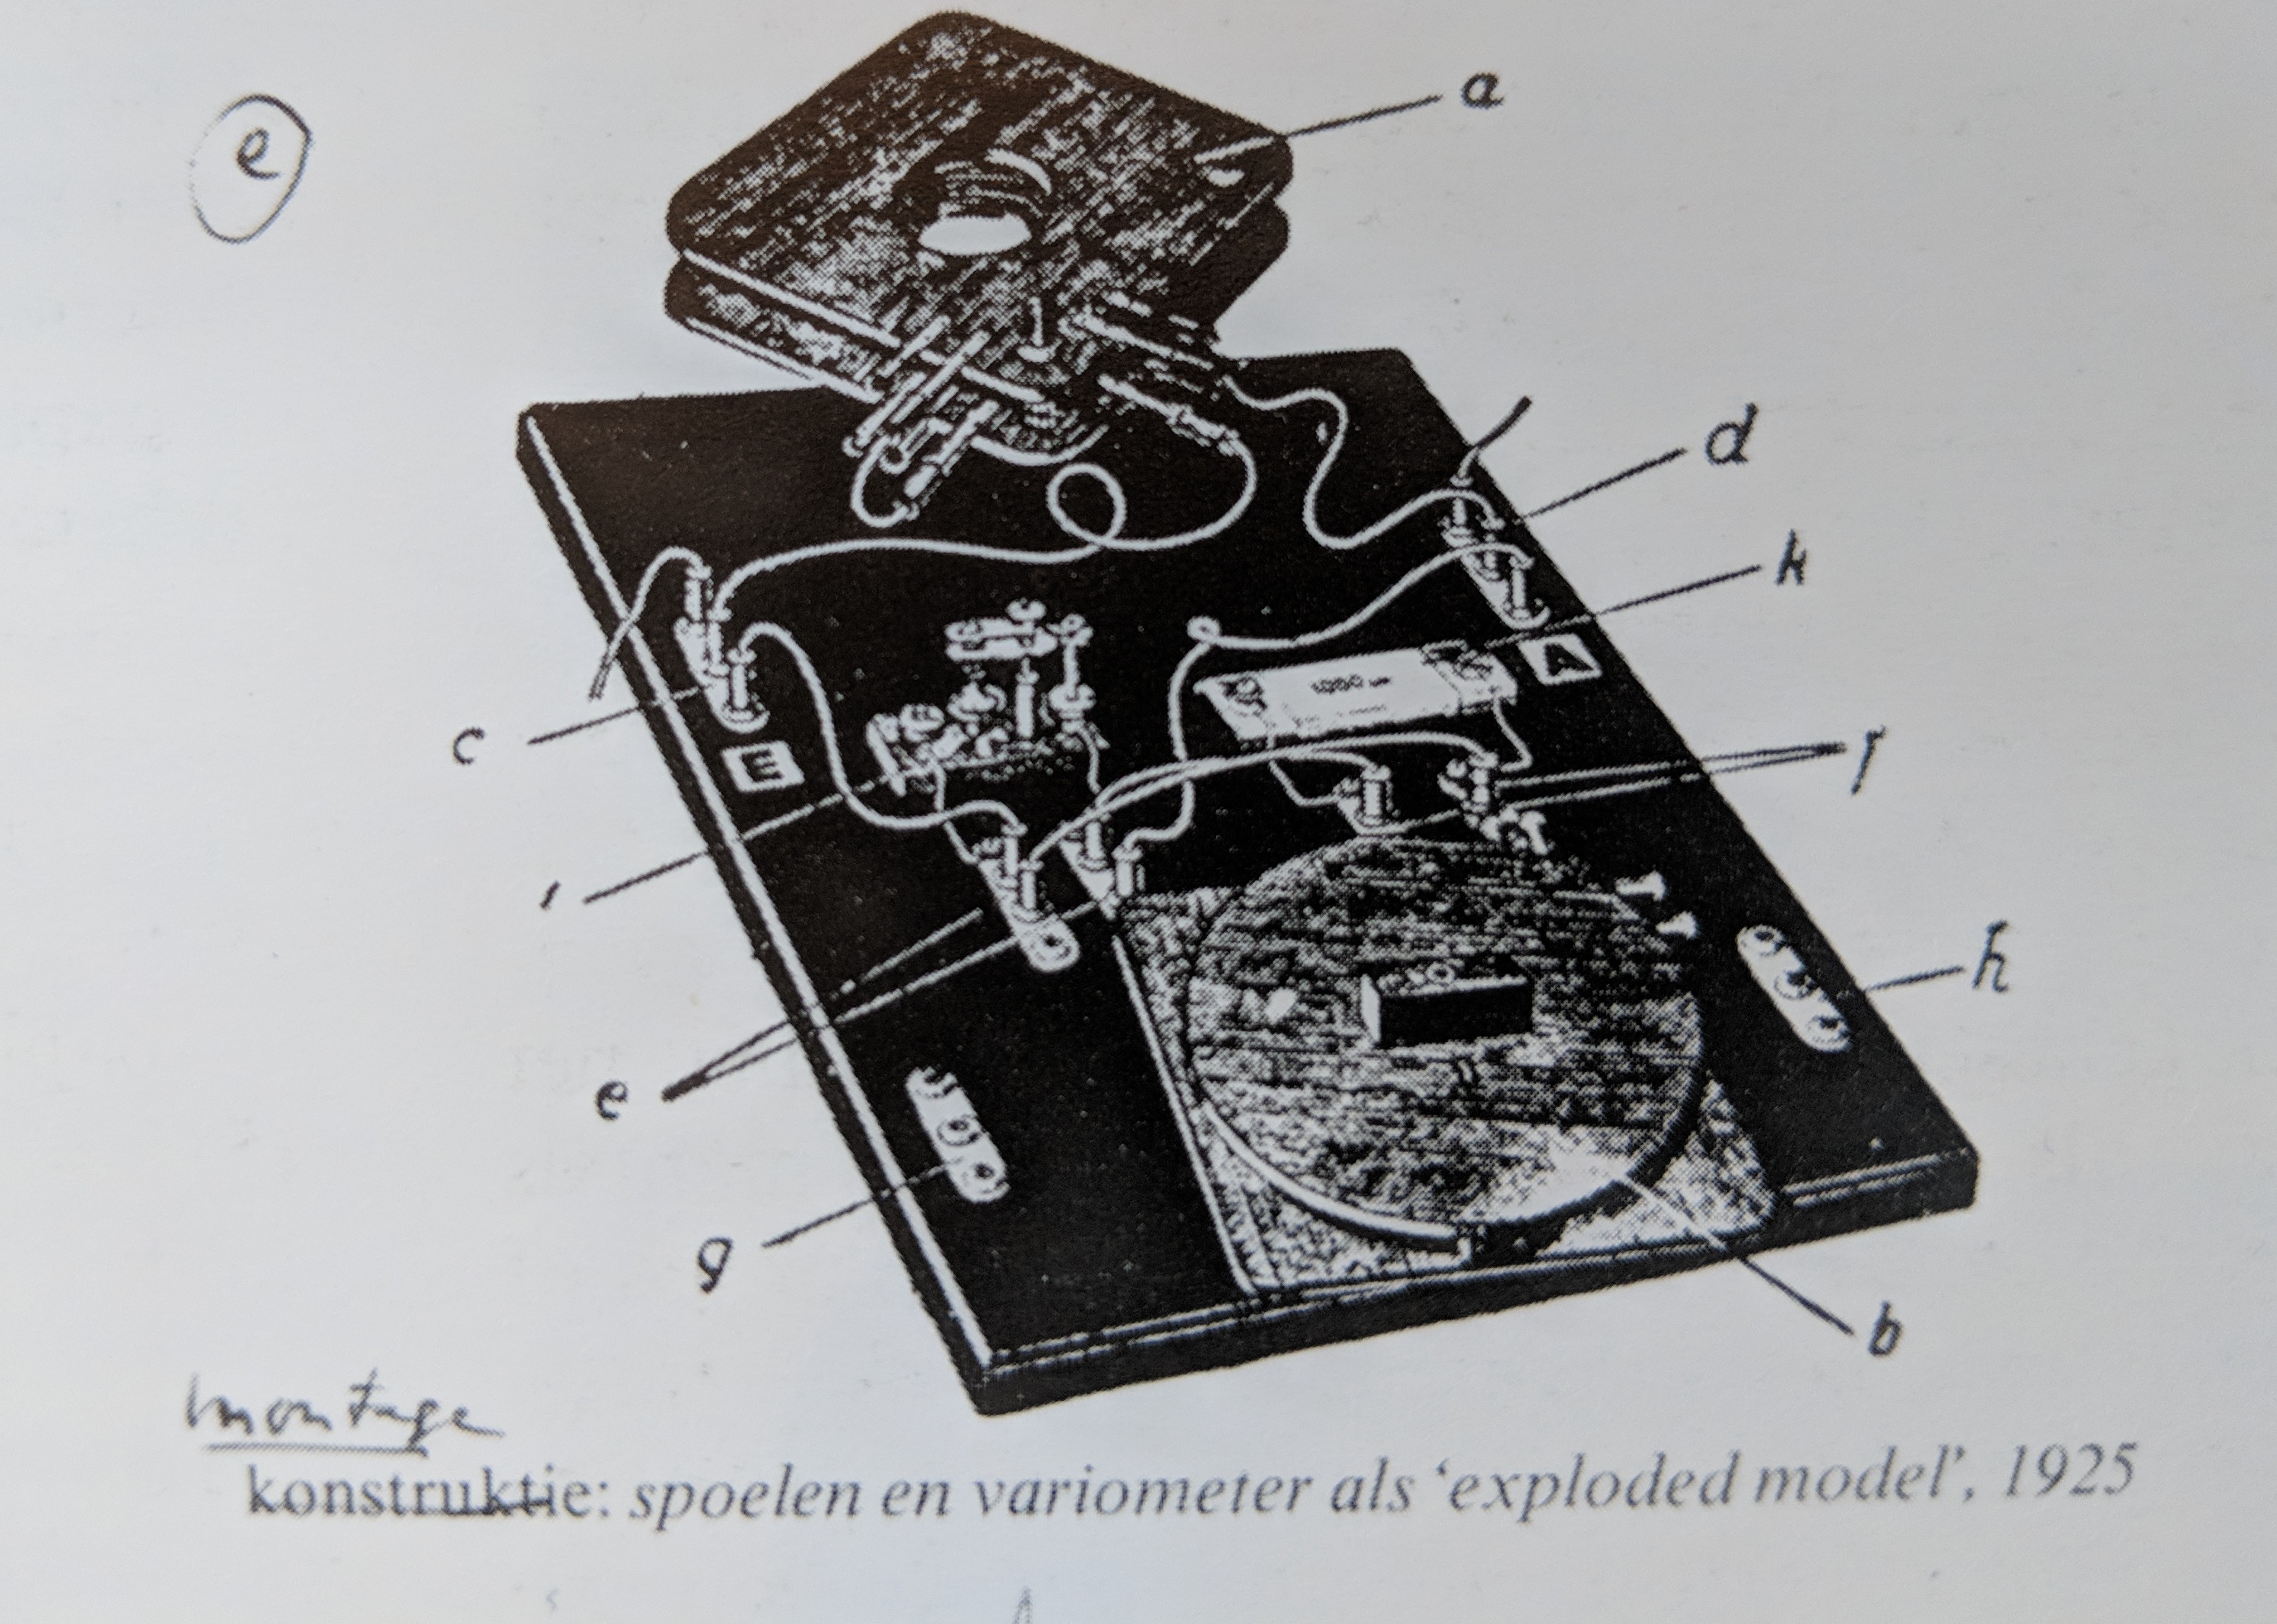 e
a
d
k
A
c
E
f
i
h
e
g
b
montage
konstruktie: spoelen en variometer als ‘exploded model’, 1925